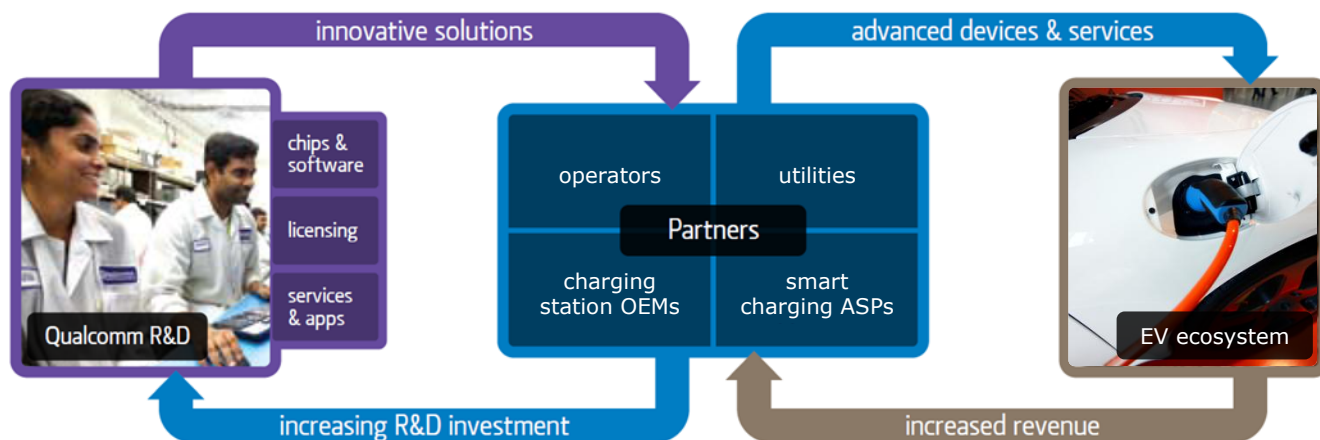 innovative solutions
advanced devices & services
chips &
software
licensing
services
& apps
Qualcomm R&D
operators
utilities
Partners
charging
station OEMs
smart
charging ASPs
EV ecosystem
increasing R&D investment
increased revenue